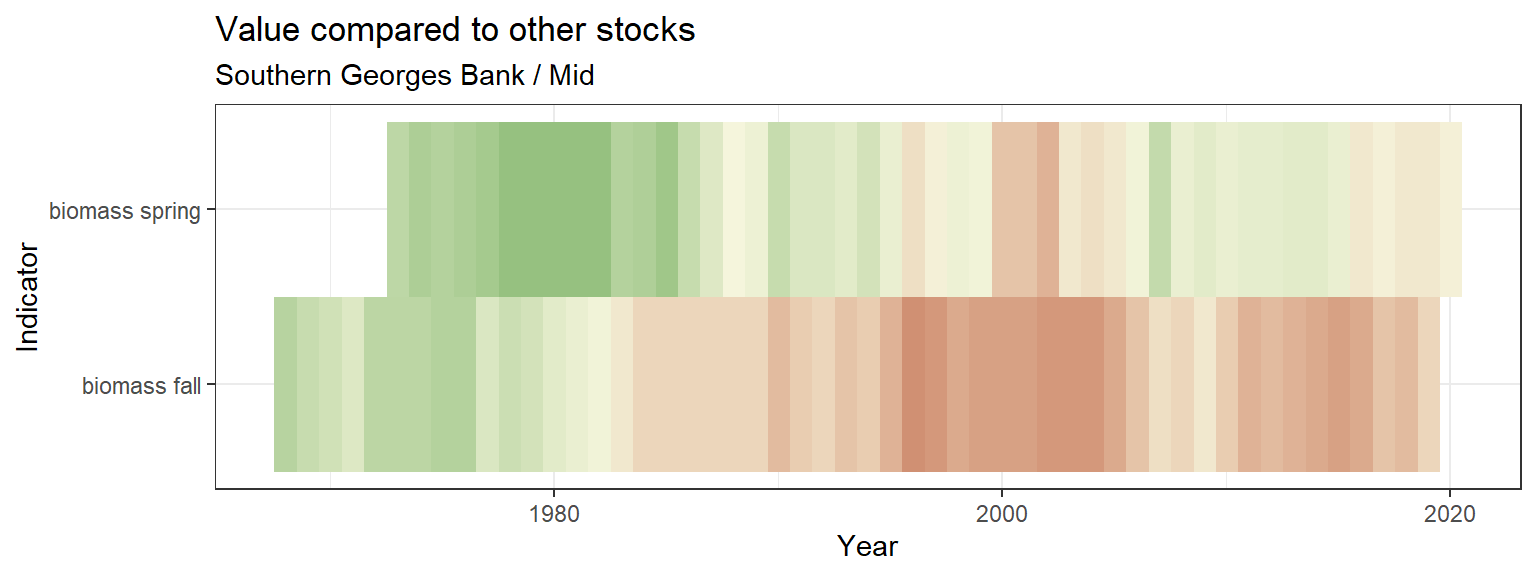 Value compared to other stocks
Southern Georges Bank / Mid
Indicator
biomass spring
biomass fall
1980
2000
2020
Year